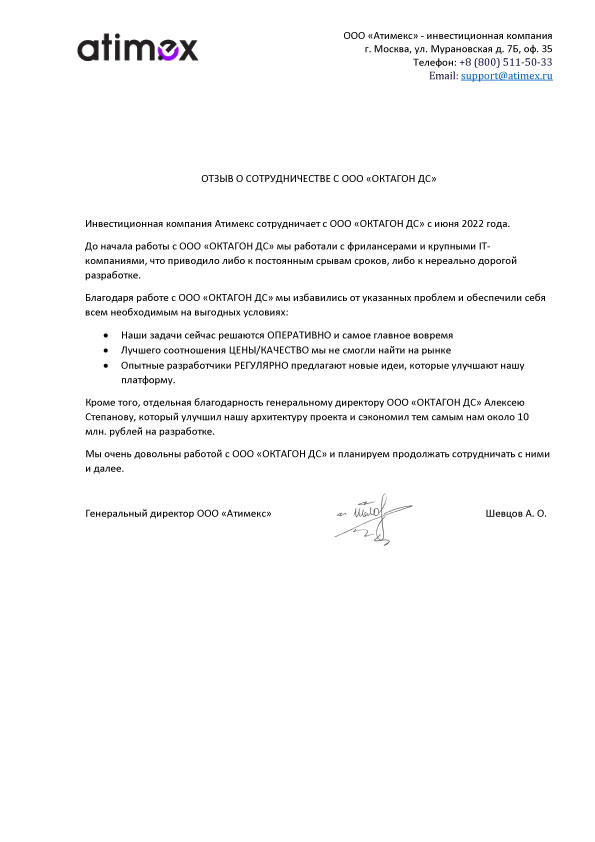 atimex
ООО «Атимекс» - инвестиционная компания
г. Москва, ул. Мурановская д. 7Б, оф. 35
Телефон: +8 (800) 511-50-33
Email: support@atimex.ru
ОТЗЫВ О СОТРУДНИЧЕСТВЕ С ООО «ОКТАГОН ДС»
Инвестиционная компания Атимекс сотрудничает с ООО «ОКТАГОН ДС» с июня 2022 года.
До начала работы с ООО «ОКТАГОН ДС» мы работали с фрилансерами и крупными IT-
компаниями, что приводило либо к постоянным срывам сроков, либо к нереально дорогой
разработке.
Благодаря работе с ООО «ОКТАГОН ДС» мы избавились от указанных проблем и обеспечили себя
всем необходимым на выгодных условиях:
• Наши задачи сейчас решаются ОПЕРАТИВНО и самое главное вовремя
• Лучшего соотношения ЦЕНЫ/КАЧЕСТВО мы не смогли найти на рынке
• Опытные разработчики РЕГУЛЯРНО предлагают новые идеи, которые улучшают нашу
платформу.
Кроме того, отдельная благодарность генеральному директору ООО «ОКТАГОН ДС» Алексею
Степанову, который улучшил нашу архитектуру проекта и сэкономил тем самым нам около 10
млн. рублей на разработке.
Мы очень довольны работой с ООО «ОКТАГОН ДС» и планируем продолжать сотрудничать с ними
и далее.
Генеральный директор ООО «Атимекс» Шевцов А. О.